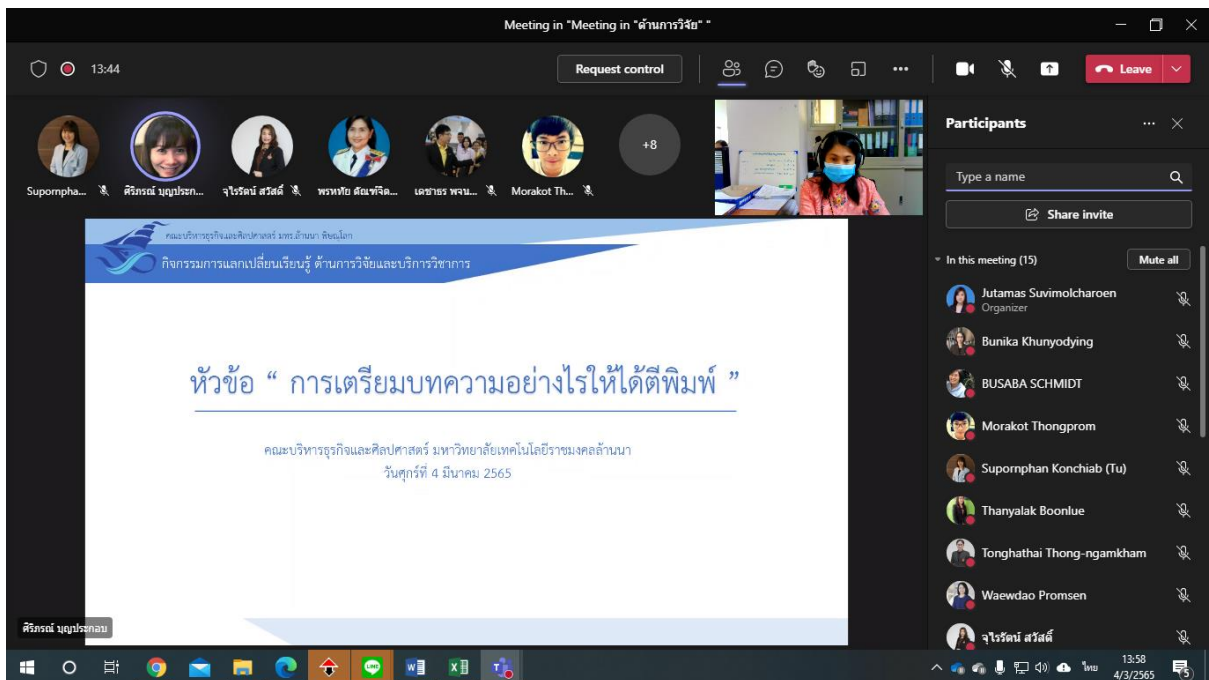 Meeting in "Meeting in "ด้านการวิจัย" "
13:44
Request control
Leave
Supornpha...
ศิริภรณ์ บุญประก...
จุไรรัตน์ สวัสดิ์
พรหทัย ตัณฑ์จิต...
เดชาธร พจน...
Morakot Th...
+8
คณะบริหารธุรกิจและศิลปศาสตร์ มทร.ล้านนา พิษณุโลก
กิจกรรมการแลกเปลี่ยนเรียนรู้ ด้านการวิจัยและบริการวิชาการ
หัวข้อ “ การเตรียมบทความอย่างไรให้ได้ตีพิมพ์ ”
คณะบริหารธุรกิจและศิลปศาสตร์ มหาวิทยาลัยเทคโนโลยีราชมงคลล้านนา
วันศุกร์ที่ 4 มีนาคม 2565
ศิริภรณ์ บุญประกอบ
Participants
Type a name
Share invite
In this meeting (15)
Mute all
Jutamas Suvimolcharoen
Organizer
Bunika Khunyodying
BUSABA SCHMIDT
Morakot Thongprom
Supornphan Konchiab (Tu)
Thanyalak Boonlue
Tonghathai Thong-ngamkham
Waewdao Promsen
จุไรรัตน์ สวัสดิ์
ไทย
13:58
4/3/2565